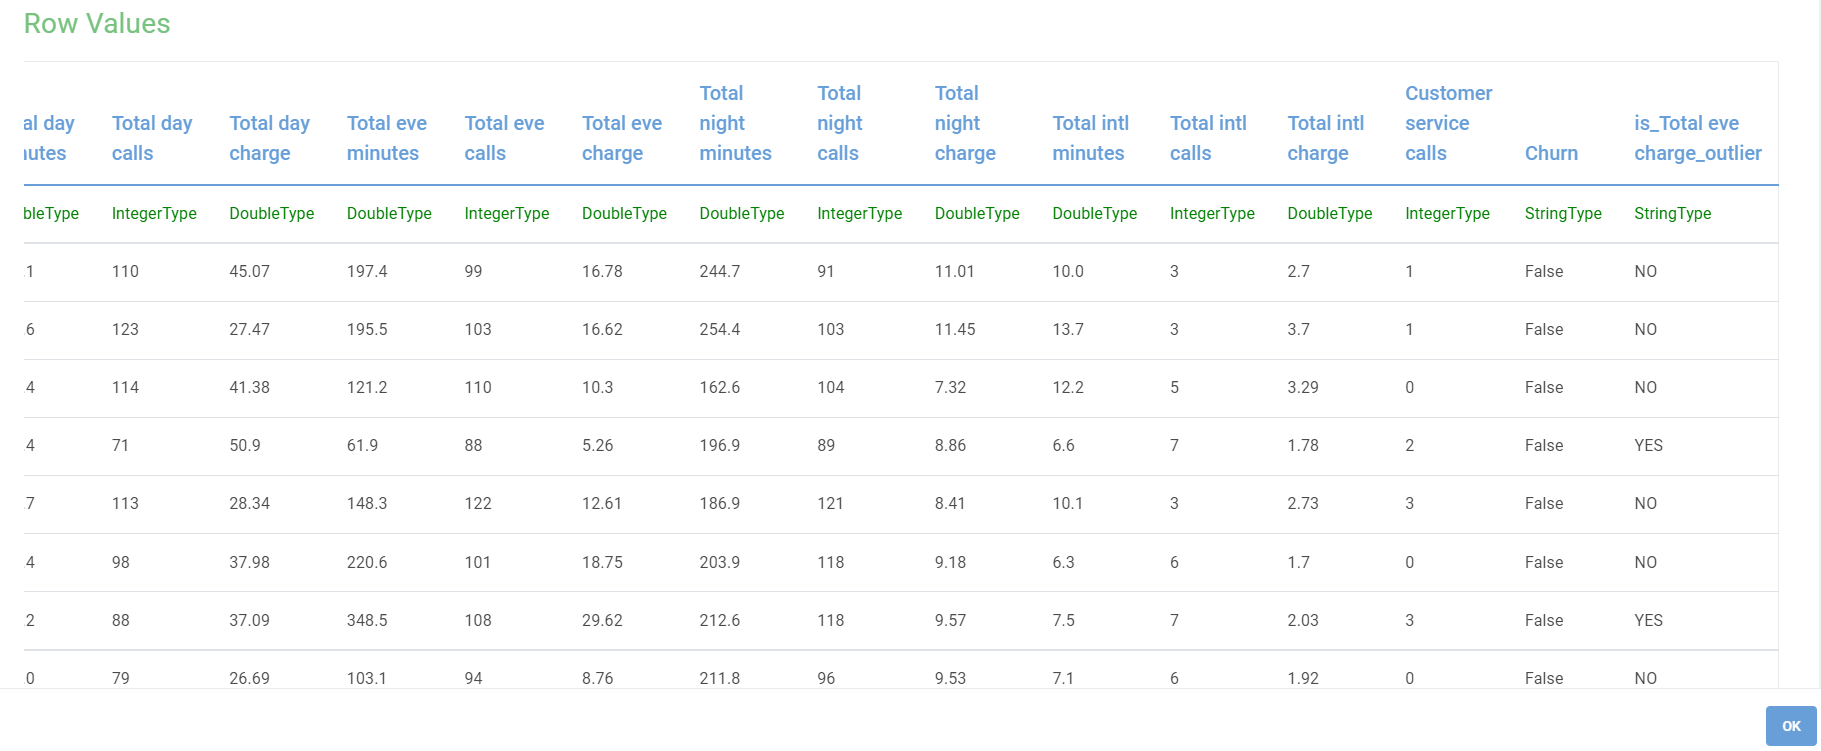 Row Values
al day Total day Total day Total eve Total eve Total eve Total Total Total Total intl Total intl Total intl Customer Churn is_Total eve
utes calls charge minutes calls charge night minutes night calls night charge minutes calls charge service calls charge_outlier
bleType IntegerType DoubleType DoubleType IntegerType DoubleType DoubleType IntegerType DoubleType DoubleType IntegerType DoubleType IntegerType StringType StringType
.1 110 45.07 197.4 99 16.78 244.7 91 11.01 10.0 3 2.7 1 False NO
.6 123 27.47 195.5 103 16.62 254.4 103 11.45 13.7 3 3.7 1 False NO
.4 114 41.38 121.2 110 10.3 162.6 104 7.32 12.2 5 3.29 0 False NO
.4 71 50.9 61.9 88 5.26 196.9 89 8.86 6.6 7 1.78 2 False YES
.7 113 28.34 148.3 122 12.61 186.9 121 8.41 10.1 3 2.73 3 False NO
.4 98 37.98 220.6 101 18.75 203.9 118 9.18 6.3 6 1.7 0 False NO
.2 88 37.09 348.5 108 29.62 212.6 118 9.57 7.5 7 2.03 3 False YES
.0 79 26.69 103.1 94 8.76 211.8 96 9.53 7.1 6 1.92 0 False NO
OK